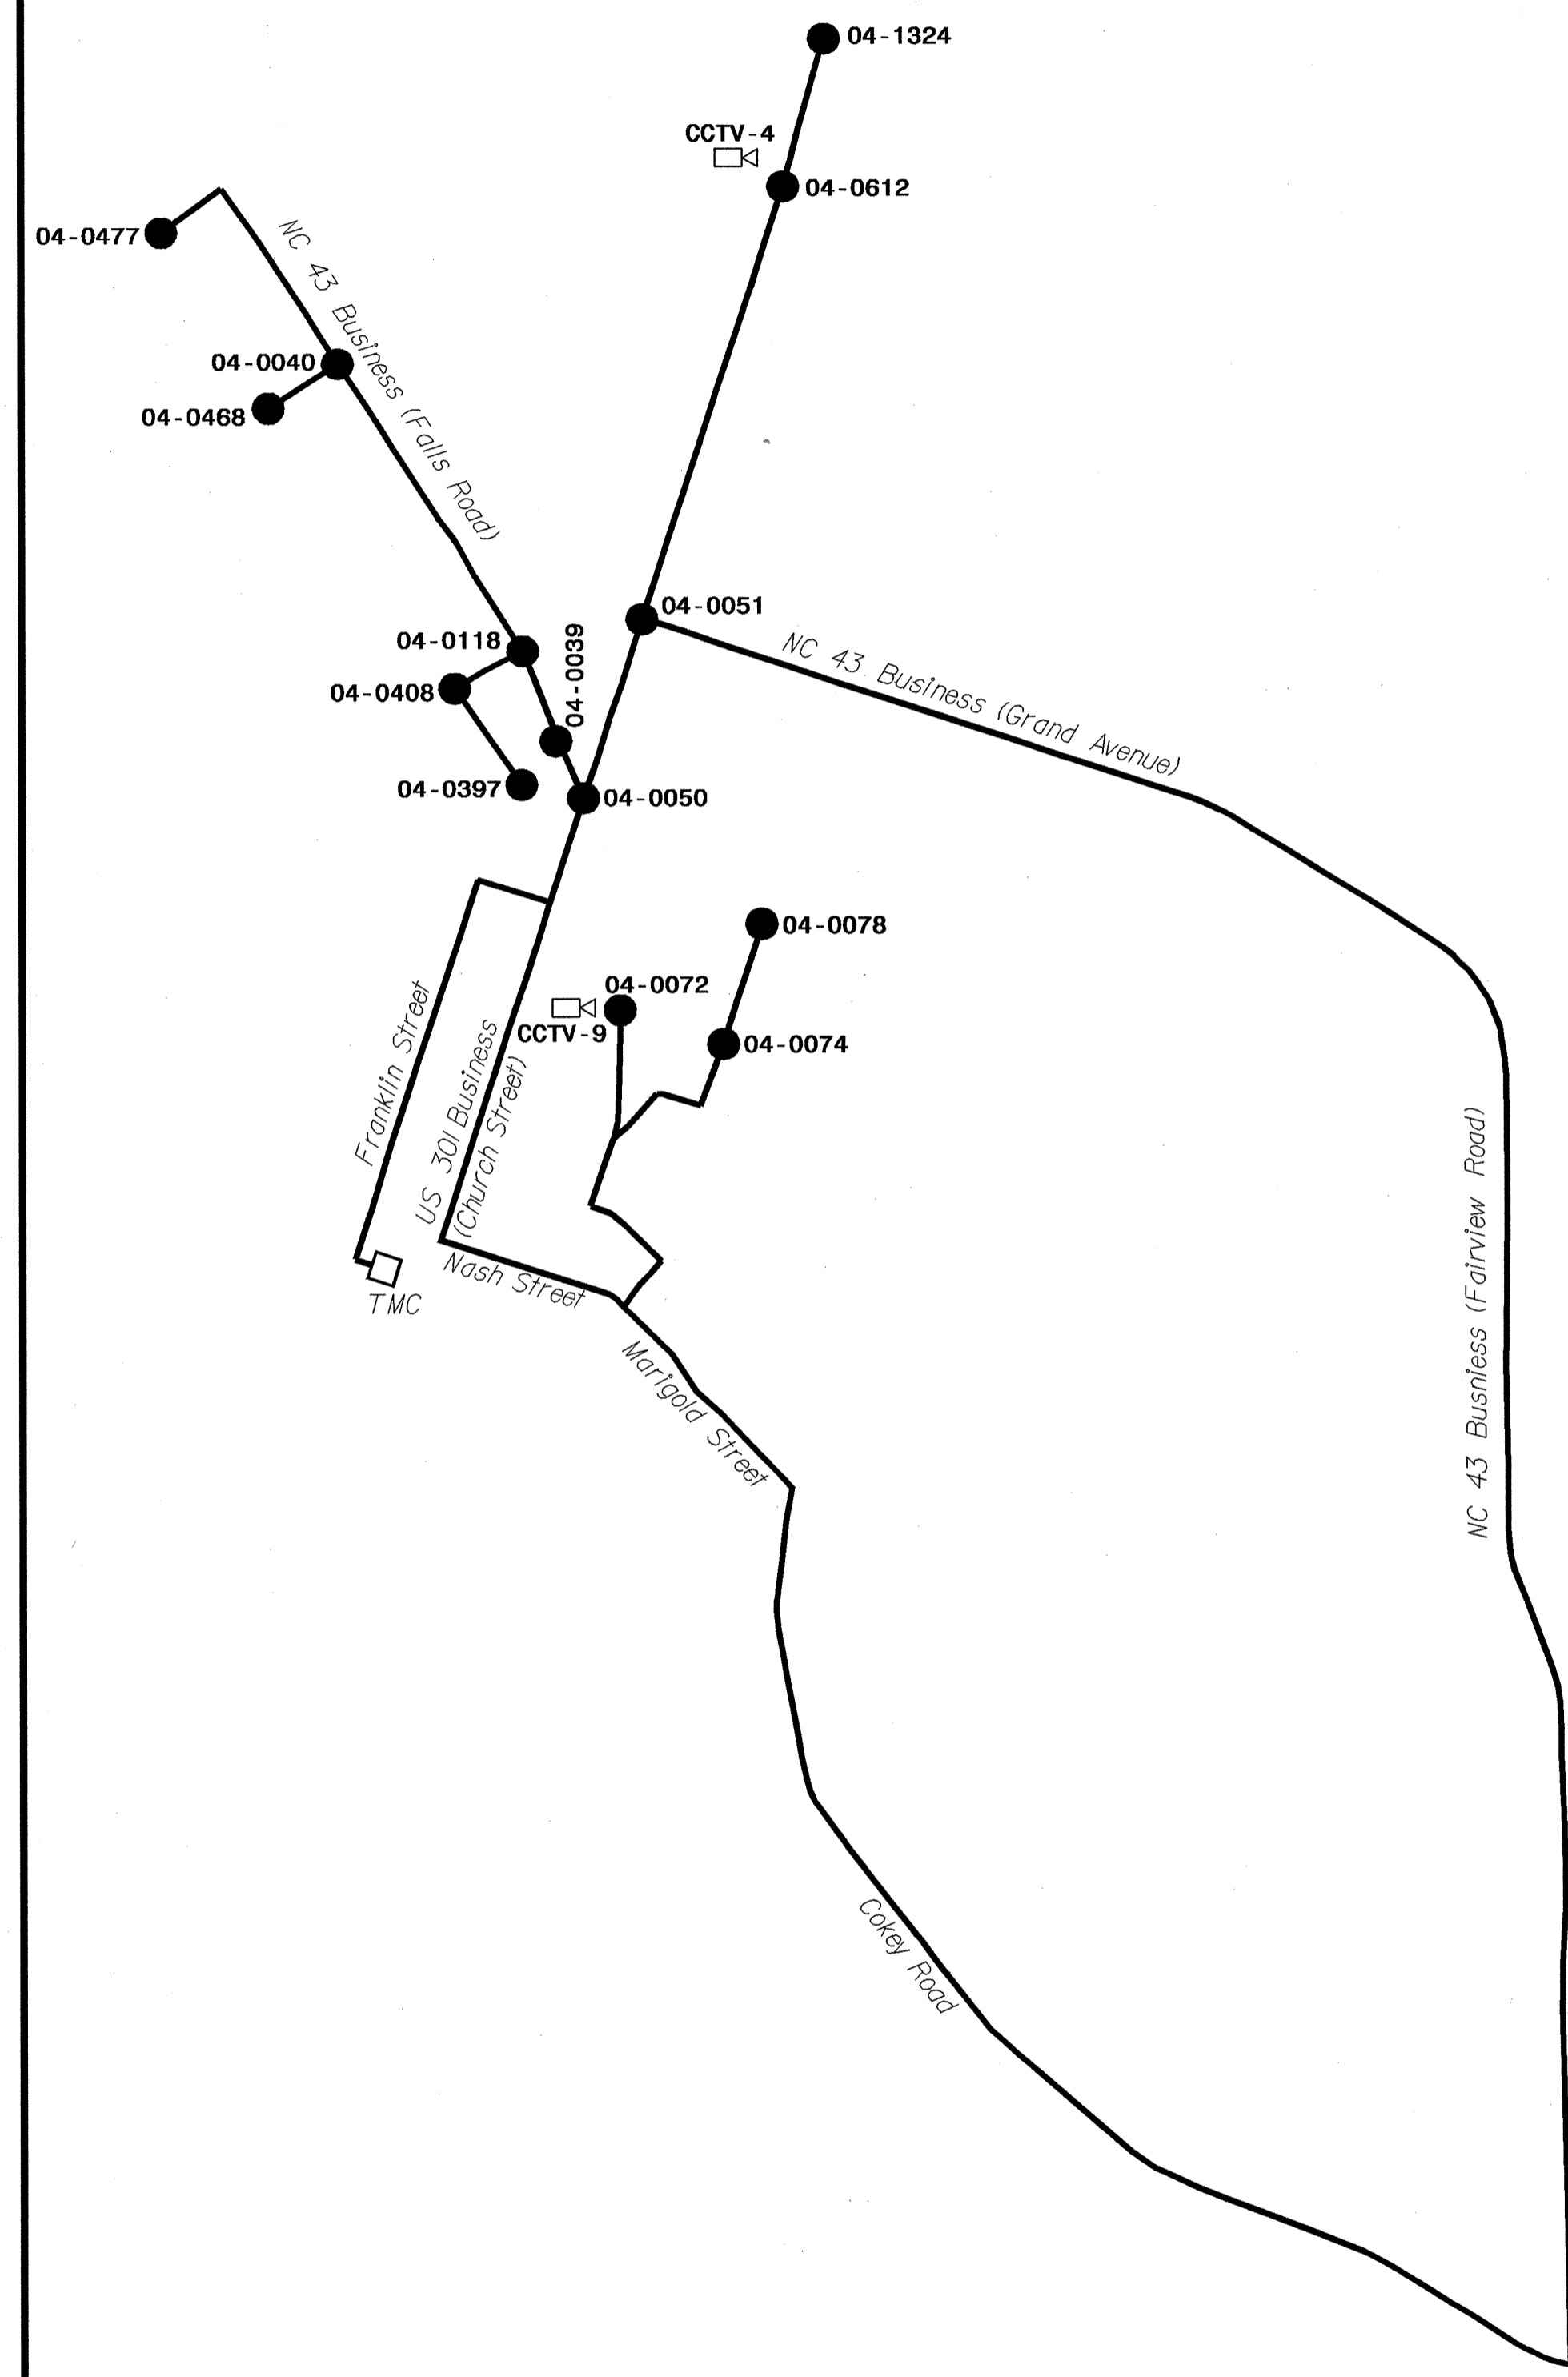 04-1324
CCTV-4
04-0612
04-0477
NC 43 Business (Falls Road)
04-0040
04-0468
04-0051
04-0118
04-0039
NC 43 Business (Grand Avenue)
04-0408
04-0397
04-0050
04-0078
04-0072
CCTV-9
04-0074
Franklin Street
US 301 Business
(Church Street)
NC 43 Busniess (Fairview Road)
Nash Street
TMC
Marigold Street
Cokey Road